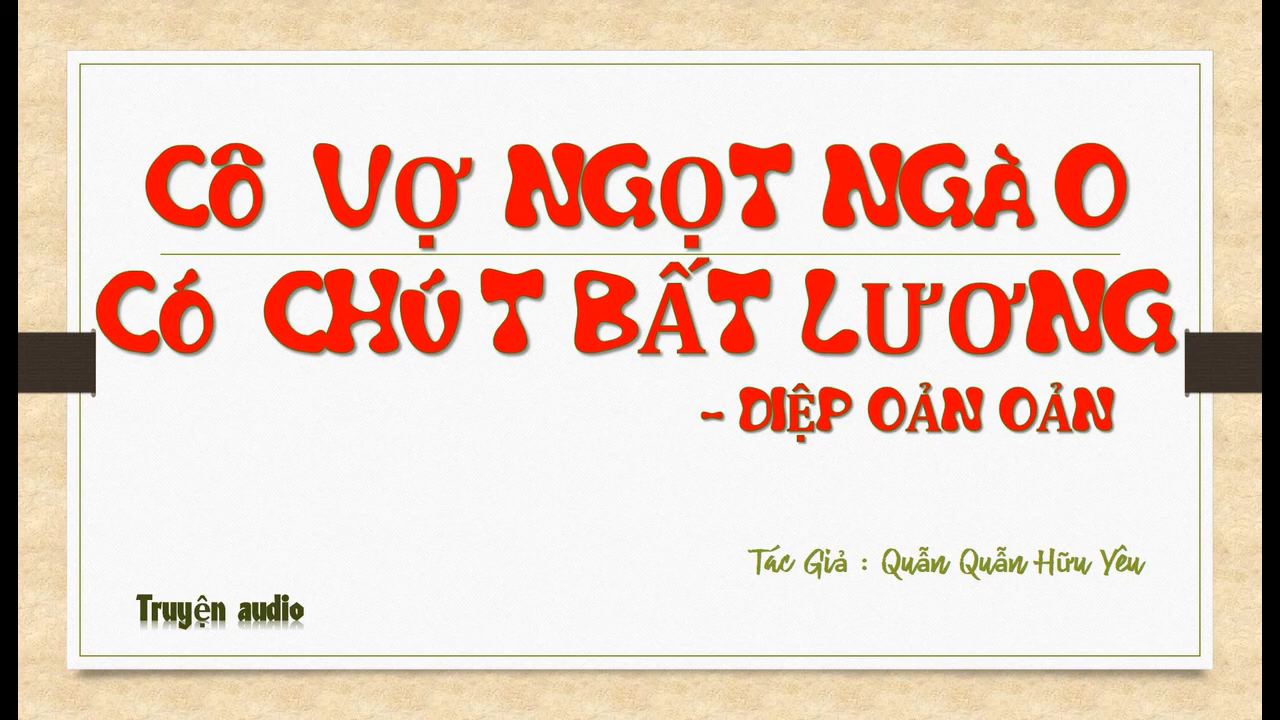 CÔ VỢ NGỌT NGÀO
CÓ CHÚT BẤT LƯƠNG
- DIỆP OẢN OẢN
Tác Giả : Quẫn Quẫn Hữu Yêu
Truyện audio